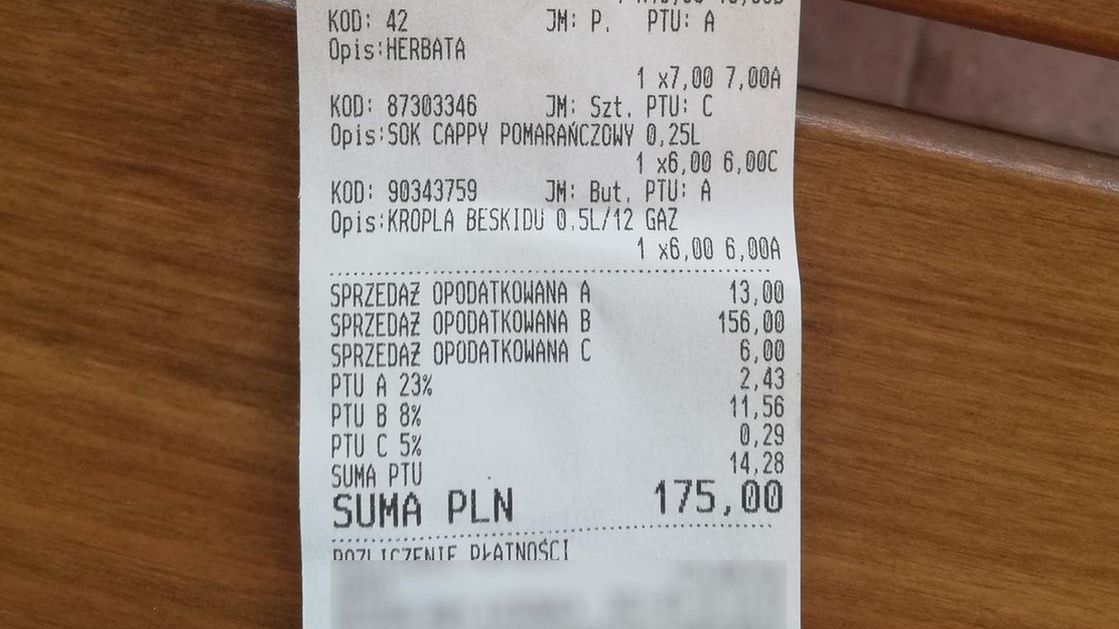 KOD: 42 JM: P. PTU: A
Opis:HERBATA
1 x7,00 7,00A
KOD: 87303346 JM: Szt. PTU: C
Opis:SOK CAPPY POMARAŃCZOWY 0,25L
1 x6,00 6,00C
KOD: 90343759 JM: But. PTU: A
Opis:KROPLA BESKIDU 0.5L/12 GAZ
1 x6,00 6,00A
SPRZEDAŻ OPODATKOWANA A 13,00
SPRZEDAŻ OPODATKOWANA B 156,00
SPRZEDAŻ OPODATKOWANA C 6,00
PTU A 23% 2,43
PTU B 8% 11,56
PTU C 5% 0,29
SUMA PTU 14,28
SUMA PLN 175,00
ROZLICZENIE PŁATNOŚCI